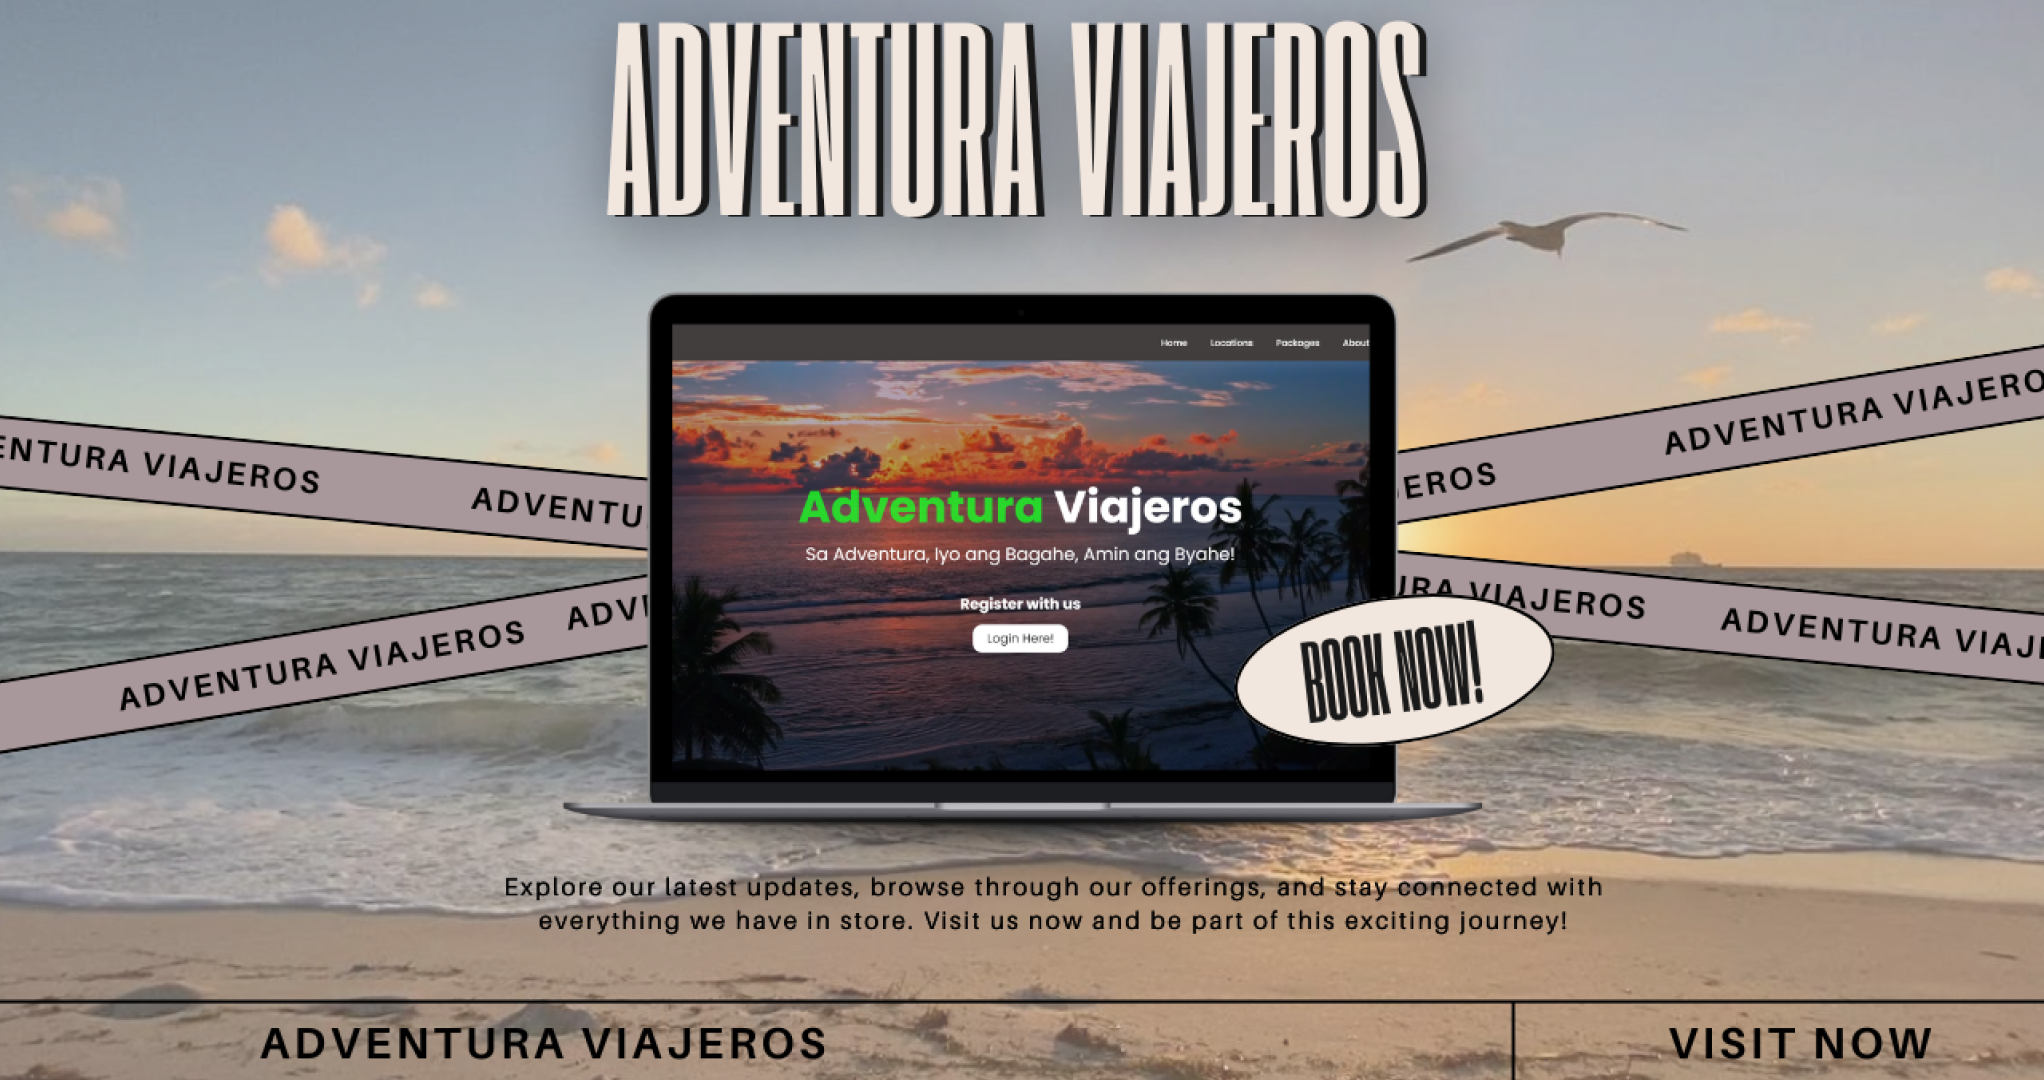 ADVENTURA VIAJEROS
Home Locations Packages About
ENTURA VIAJEROS ADVENTU
EROS ADVENTURA VIAJERO
Adventura Viajeros
Sa Adventura, Iyo ang Bagahe, Amin ang Byahe!
Register with us
Login Here!
ADVENTURA VIAJEROS ADV
URA VIAJEROS ADVENTURA VIAJ
BOOK NOW!
Explore our latest updates, browse through our offerings, and stay connected with
everything we have in store. Visit us now and be part of this exciting journey!
ADVENTURA VIAJEROS
VISIT NOW